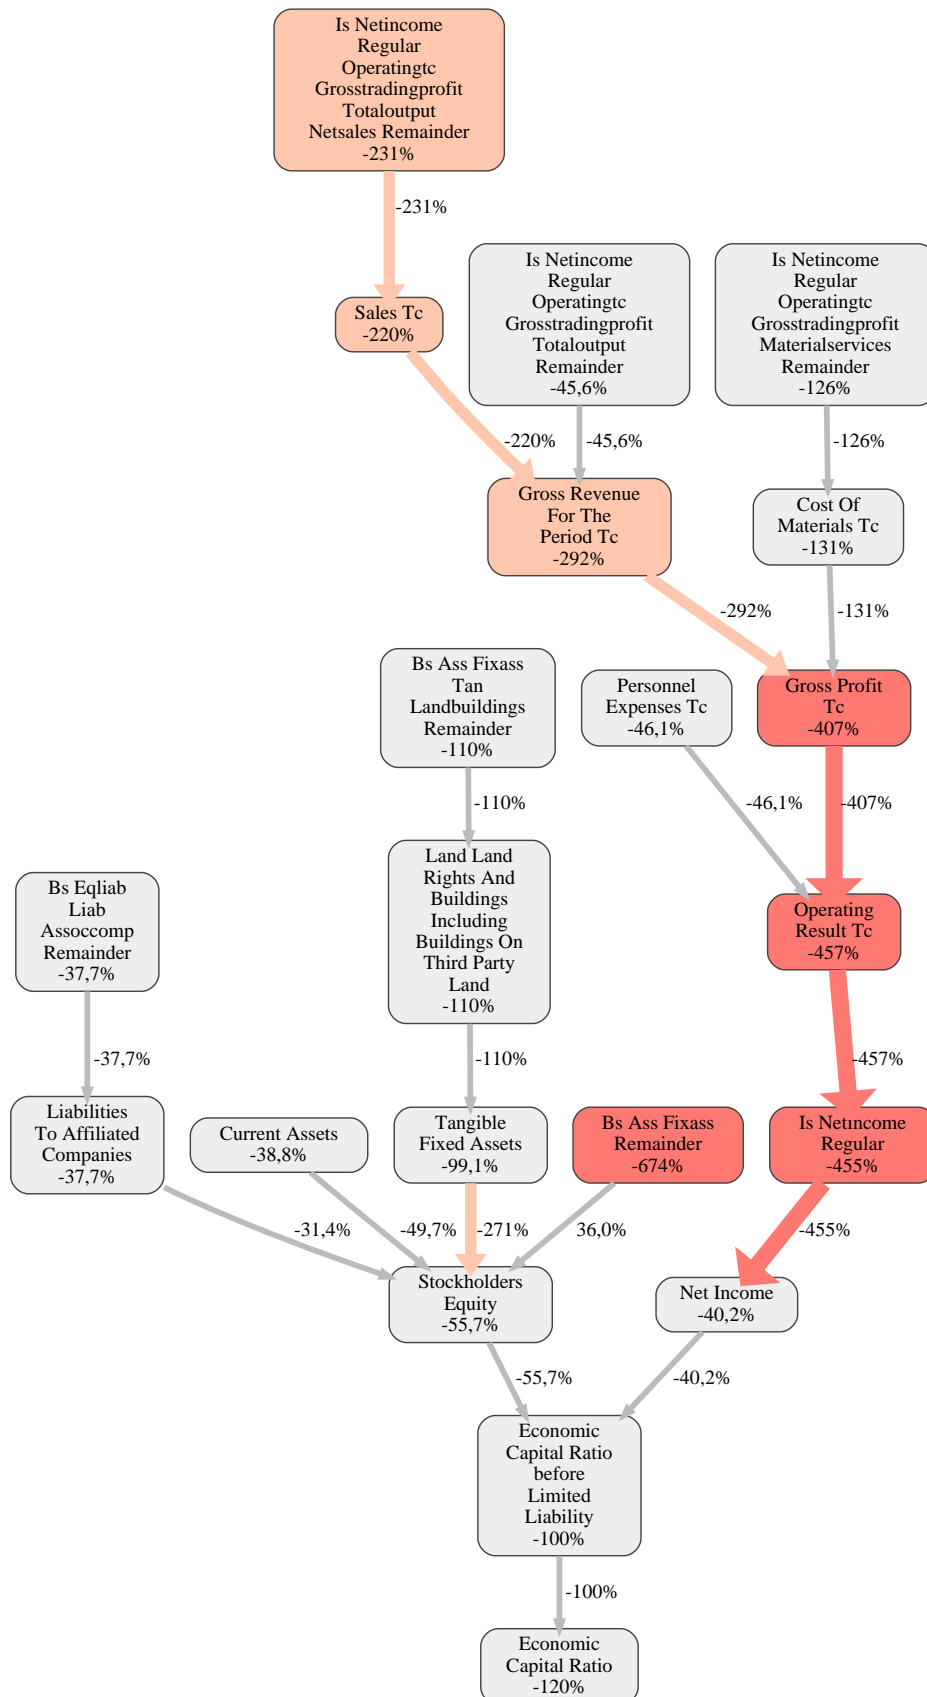 Is Netincome
Regular
Operatingtc
Grosstradingprofit
Totaloutput
Netsales Remainder
-231%
-231%
Sales Tc
-220%
Is Netincome
Regular
Operatingtc
Grosstradingprofit
Totaloutput
Remainder
-45,6%
Is Netincome
Regular
Operatingtc
Grosstradingprofit
Materialservices
Remainder
-126%
-220%
-45,6%
-126%
Gross Revenue
For The
Period Tc
-292%
Cost Of
Materials Tc
-131%
-292%
-131%
Bs Ass Fixass
Tan
Landbuildings
Remainder
-110%
Personnel
Expenses Tc
-46,1%
Gross Profit
Tc
-407%
-110%
-46,1%
-407%
Bs Eqliab
Liab
Assoccomp
Remainder
-37,7%
Land Land
Rights And
Buildings
Including
Buildings On
Third Party
Land
-110%
Operating
Result Tc
-457%
-37,7%
-110%
-457%
Liabilities
To Affiliated
Companies
-37,7%
Current Assets
-38,8%
Tangible
Fixed Assets
-99,1%
Bs Ass Fixass
Remainder
-674%
Is Netincome
Regular
-455%
-31,4%
-49,7%
-271%
36,0%
-455%
Stockholders
Equity
-55,7%
Net Income
-40,2%
-55,7%
-40,2%
Economic
Capital Ratio
before
Limited
Liability
-100%
-100%
Economic
Capital Ratio
-120%